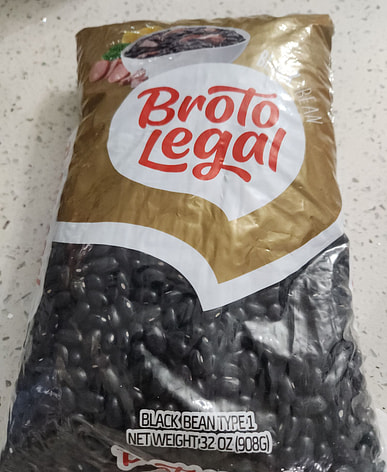 Broto
Legal
BLACK BEAN TYPE 1
NET WEIGHT 32 OZ (908G)